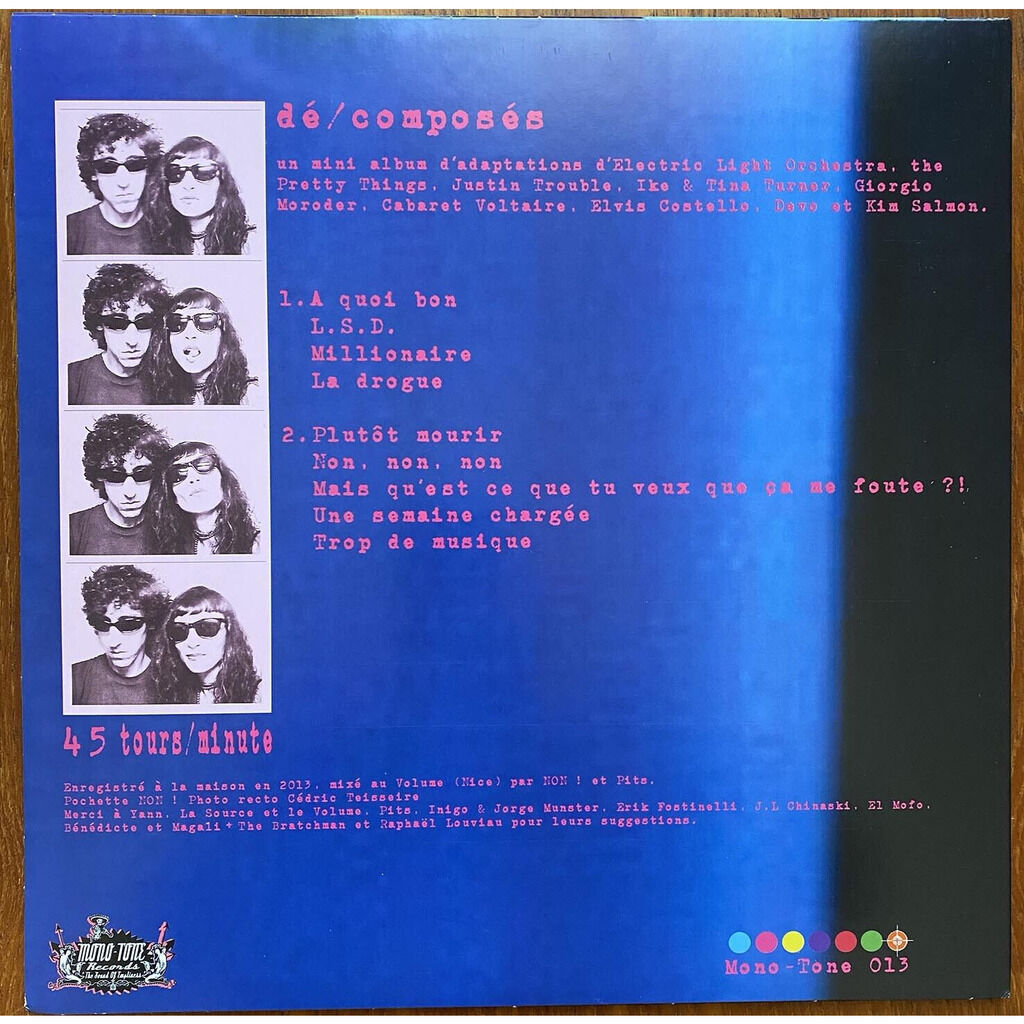 dé/composés
un mini album d'adaptations d'Electric Light Orchestra, the
Pretty Things, Justin Trouble, Ike & Tina Turner, Giorgio
Moroder, Cabaret Voltaire, Elvis Costello, Devo et Kim Salmon.
1.A quoi bon
L.S.D.
Millionaire
La drogue
2.Plutôt mourir
Non, non, non
Mais qu'est ce que tu veux que ça me foute ?!
Une semaine chargée
Trop de musique
45 tours/minute
Enregistré à la maison en 2013, mixé au Volume (Nice) par NON ! et Pits.
Pochette NON ! Photo recto Cédric Teisseire
Merci à Yann, La Source et le Volume, Pits, Inigo & Jorge Munster, Erik Fostinelli, J.L Chinaski, El Mofo,
Bénédicte et Magali + The Bratchman et Raphaël Louviau pour leurs suggestions.
MONO-TONE
Records
The Sound Of Emptiness
Mono-Tone 013